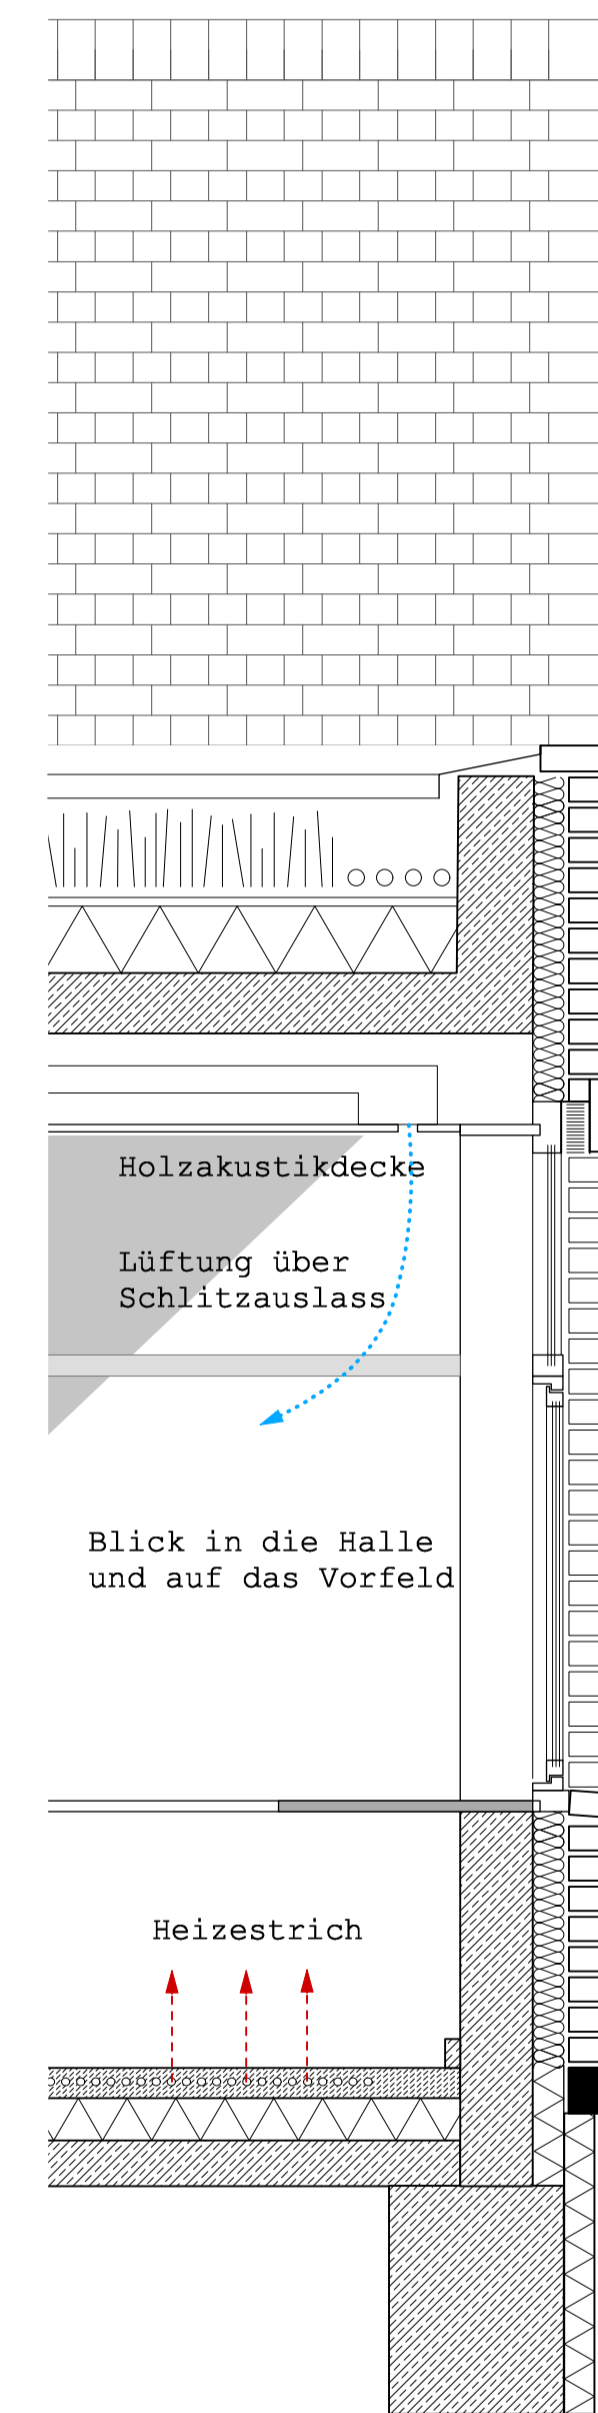 Holzakustikdecke
Lüftung über
Schlitzauslass
Blick in die Halle
und auf das Vorfeld
Heizestrich